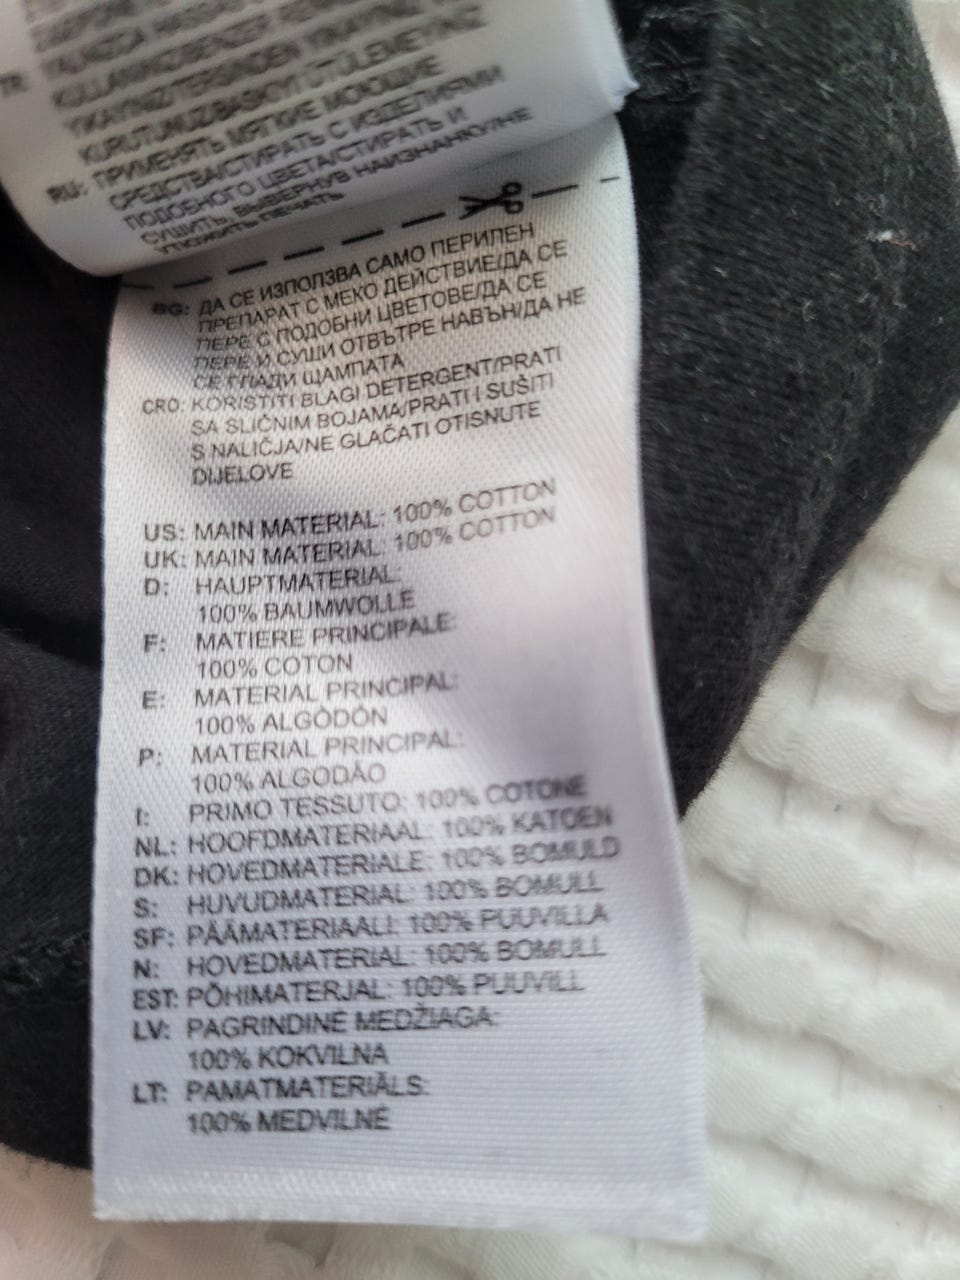 TR:
KULLANINIZ/BENZER
YIKAYINIZ/TERSİNDEN
KURUTUNUZ/BASKIYI ÜTÜLEMEYİNİZ
RU: ПРИМЕНЯТЬ МЯГКИЕ МОЮЩИЕ
СРЕДСТВА/СТИРАТЬ С ИЗДЕЛИЯМИ
ПОДОБНОГО ЦВЕТА/СТИРАТЬ И
СУШИТЬ, ВЫВЕРНУВ НАИЗНАНКУ/НЕ
УТЮЖИТЬ ПЕЧАТЬ
BG: ДА СЕ ИЗПОЛЗВА САМО ПЕРИЛЕН
ПРЕПАРАТ С МЕКО ДЕЙСТВИЕ/ДА СЕ
ПЕРЕ С ПОДОБНИ ЦВЕТОВЕ/ДА СЕ
ПЕРЕ И СУШИ ОТВЪТРЕ НАВЪН/ДА НЕ
СЕ ГЛАДИ ЩАМПАТА
CRO: KORISTITI BLAGI DETERGENT/PRATI
SA SLIČNIM BOJAMA/PRATI I SUŠITI
S NALIČJA/NE GLAČATI OTISNUTE
DIJELOVE
US: MAIN MATERIAL: 100% COTTON
UK: MAIN MATERIAL: 100% COTTON
D: HAUPTMATERIAL:
100% BAUMWOLLE
F: MATIERE PRINCIPALE:
100% COTON
E: MATERIAL PRINCIPAL:
100% ALGODÓN
P: MATERIAL PRINCIPAL:
100% ALGODÃO
I: PRIMO TESSUTO: 100% COTONE
NL: HOOFDMATERIAAL: 100% KATOEN
DK: HOVEDMATERIALE: 100% BOMULD
S: HUVUDMATERIAL: 100% BOMULL
SF: PÄÄMATERIAALI: 100% PUUVILLA
N: HOVEDMATERIAL: 100% BOMULL
EST: PÕHIMATERJAL: 100% PUUVILL
LV: PAGRINDINĖ MEDŽIAGA:
100% KOKVILNA
LT: PAMATMATERIĀLS:
100% MEDVILNĖ